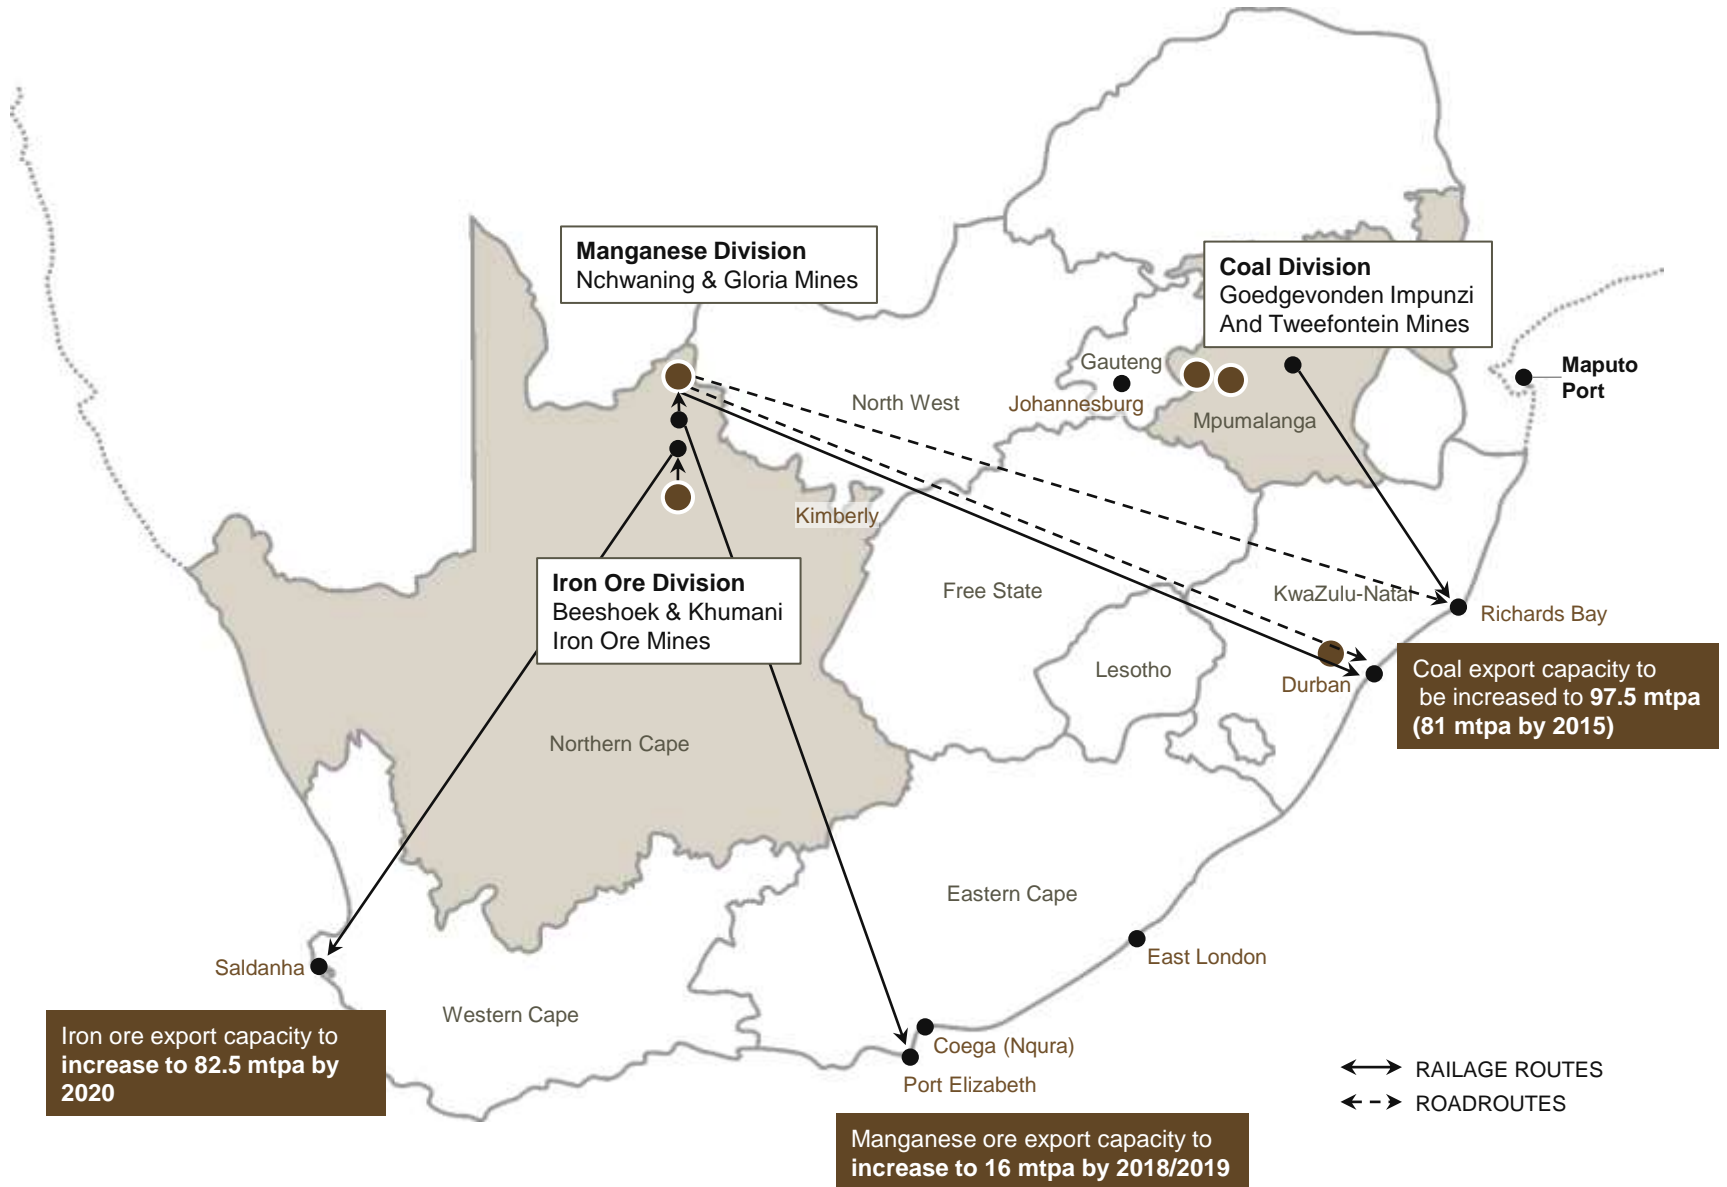 Manganese Division
Nchwaning & Gloria Mines
Coal Division
Goedgevonden Impunzi
And Tweefontein Mines
Gauteng
Johannesburg
Maputo
Port
North West
Mpumalanga
Kimberly
Iron Ore Division
Beeshoek & Khumani
Iron Ore Mines
Free State
KwaZulu-Natal
Richards Bay
Lesotho
Durban
Coal export capacity to
be increased to 97.5 mtpa
(81 mtpa by 2015)
Northern Cape
Eastern Cape
East London
Saldanha
Western Cape
Iron ore export capacity to
increase to 82.5 mtpa by
2020
Coega (Nqura)
Port Elizabeth
RAILAGE ROUTES
ROADROUTES
Manganese ore export capacity to
increase to 16 mtpa by 2018/2019